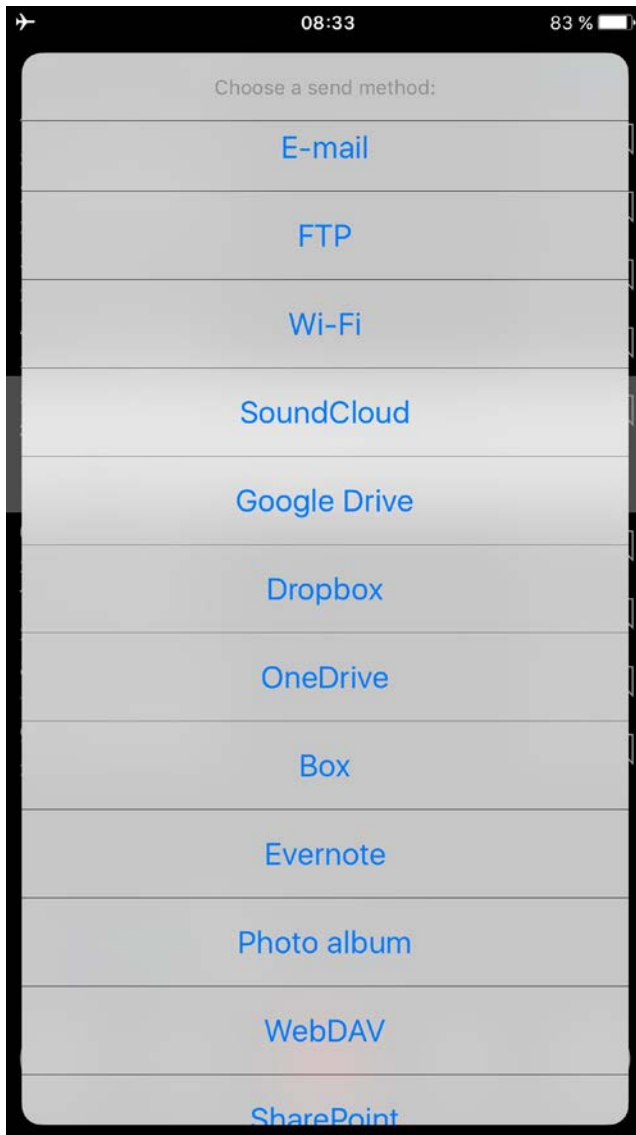 08:33
83 %
Choose a send method:
E-mail
FTP
Wi-Fi
SoundCloud
Google Drive
Dropbox
OneDrive
Box
Evernote
Photo album
WebDAV
SharePoint